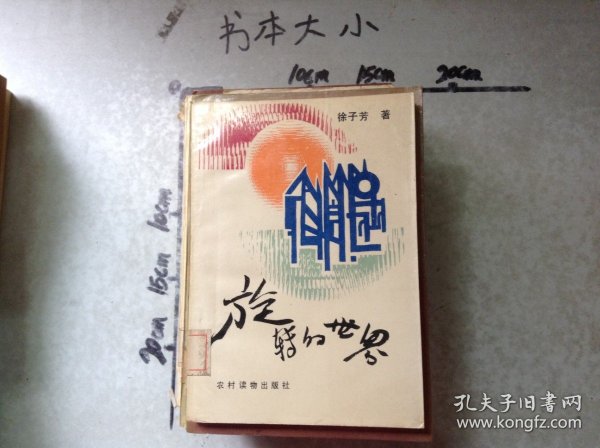 书本大小
10cm 15cm 20cm
10cm
15cm
20cm
徐子芳 著
旋
转的世界
农村读物出版社
孔夫子旧书网
www.kongfz.com